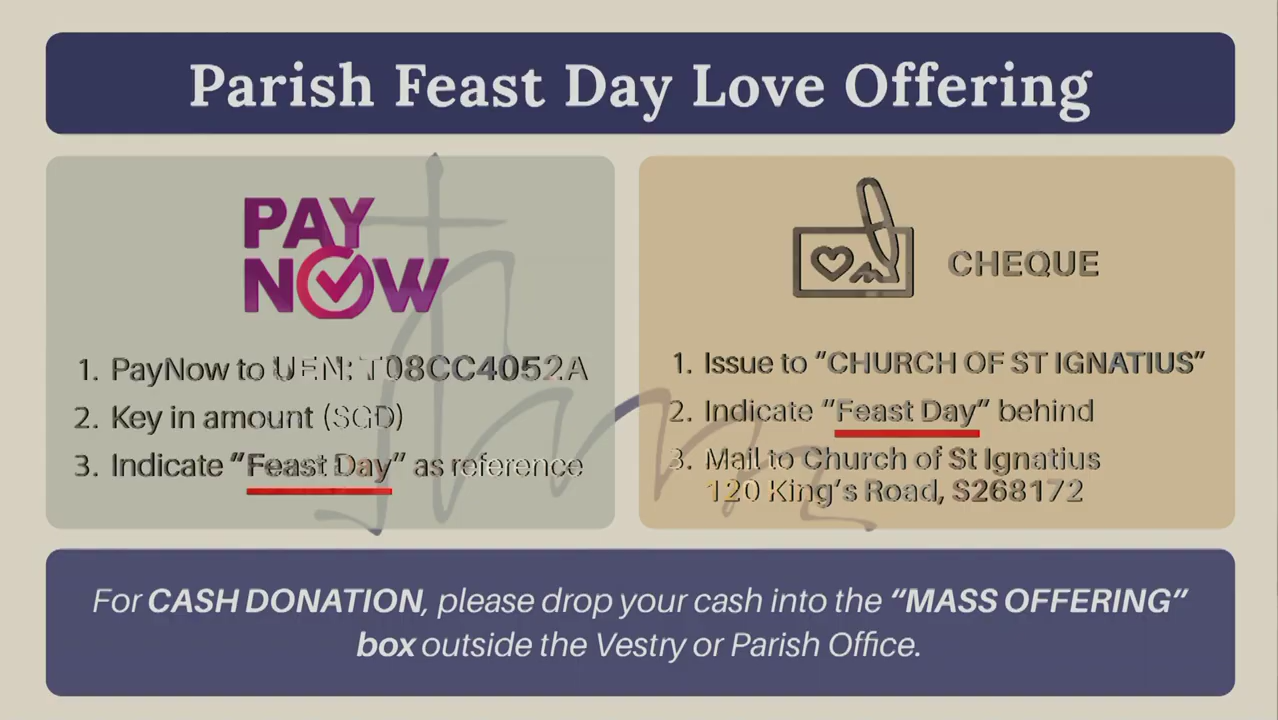 Parish Feast Day Love Offering
PAY
NOW
1. PayNow to UEN: T08CC4052A
2. Key in amount (SGD)
3. Indicate "Feast Day" as reference
CHEQUE
1. Issue to "CHURCH OF ST IGNATIUS"
2. Indicate "Feast Day" behind
3. Mail to Church of St Ignatius
120 King's Road, S268172
For CASH DONATION, please drop your cash into the "MASS OFFERING"
box outside the Vestry or Parish Office.